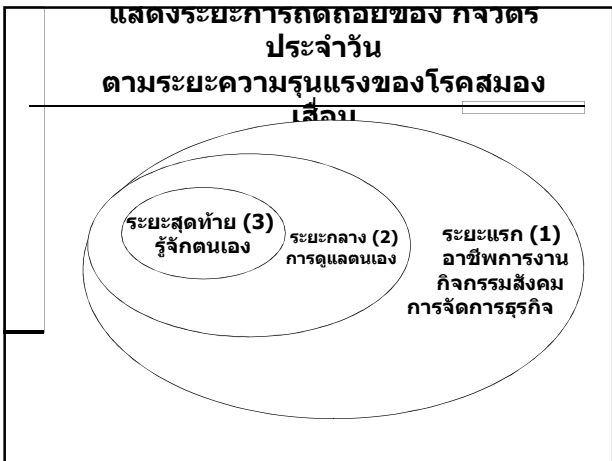 แสดงระยะการถดถอยของ กิจวัตร
ประจำวัน
ตามระยะความรุนแรงของโรคสมอง
เสื่อม
ระยะสุดท้าย (3)
รู้จักตนเอง
ระยะกลาง (2)
การดูแลตนเอง
ระยะแรก (1)
อาชีพการงาน
กิจกรรมสังคม
การจัดการธุรกิจ